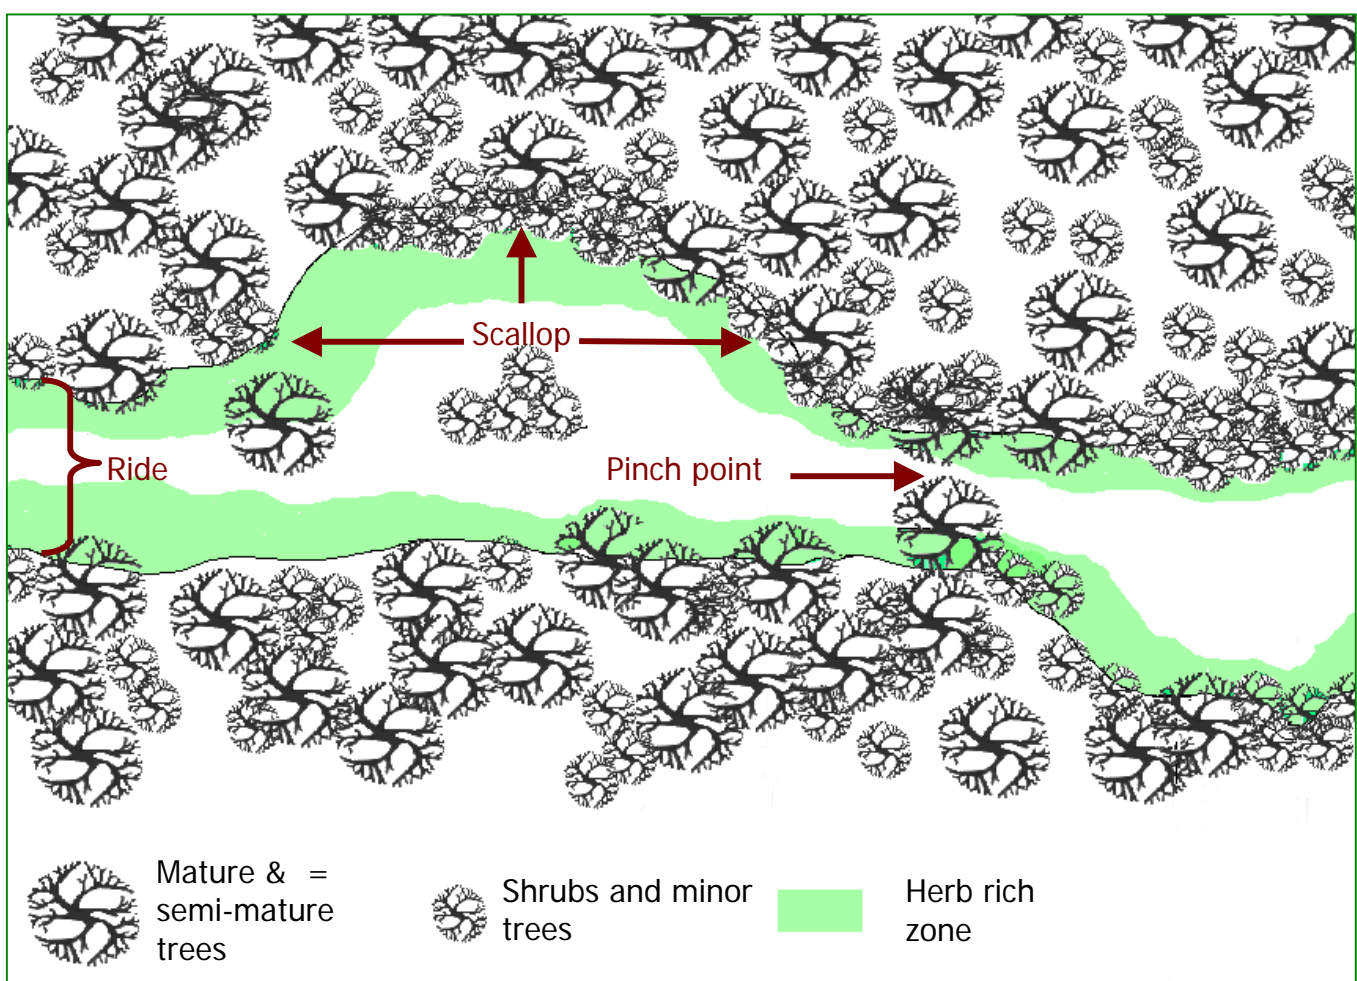 Scallop
Ride
Pinch point
Mature & =
semi-mature
trees
Shrubs and minor
trees
Herb rich
zone